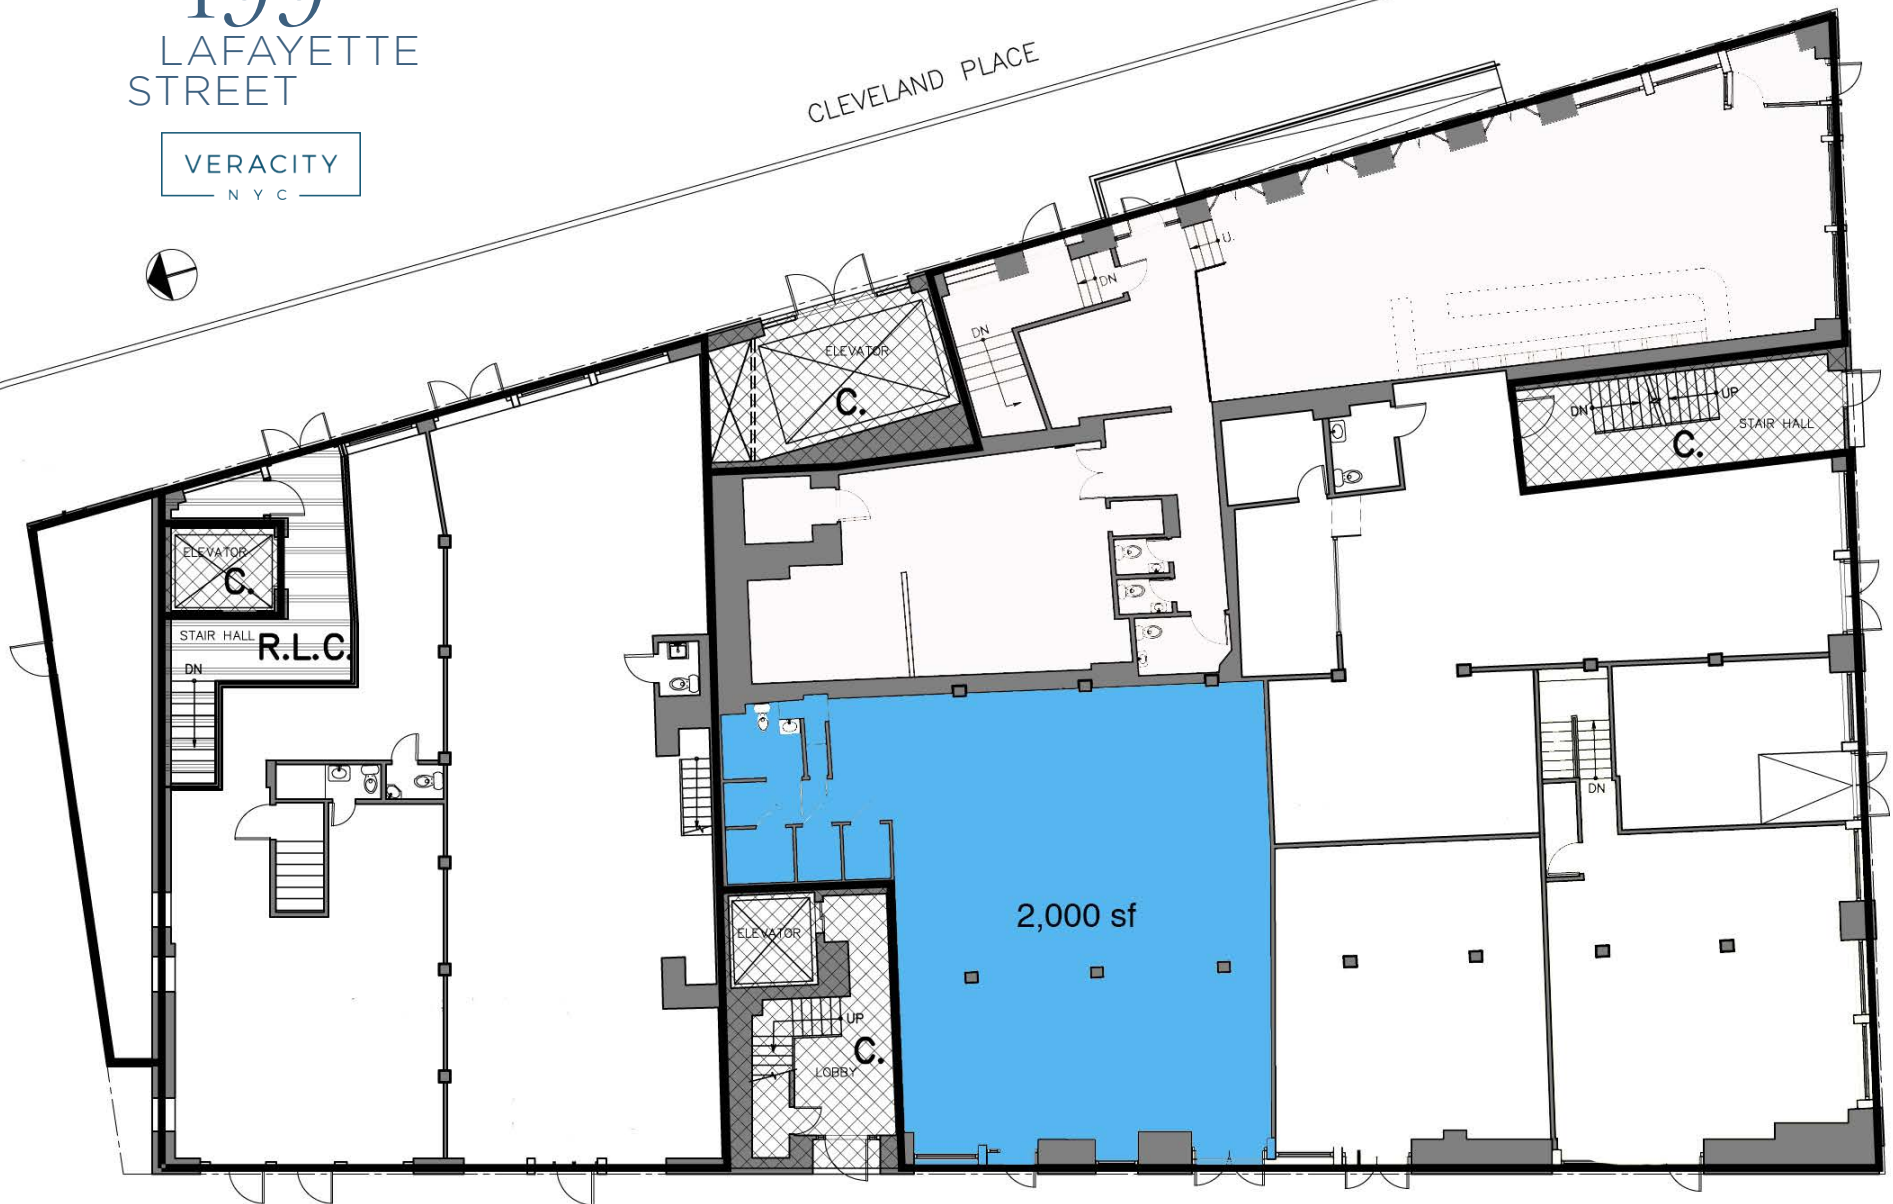 199
LAFAYETTE
STREET
VERACITY
NYC
CLEVELAND PLACE
U.
DN
DN
ELEVATOR
C.
DN
UP
STAIR HALL
C.
ELEVATOR
C.
STAIR HALL
R.L.C.
DN
DN
2,000 sf
ELEVATOR
UP
C.
LOBBY